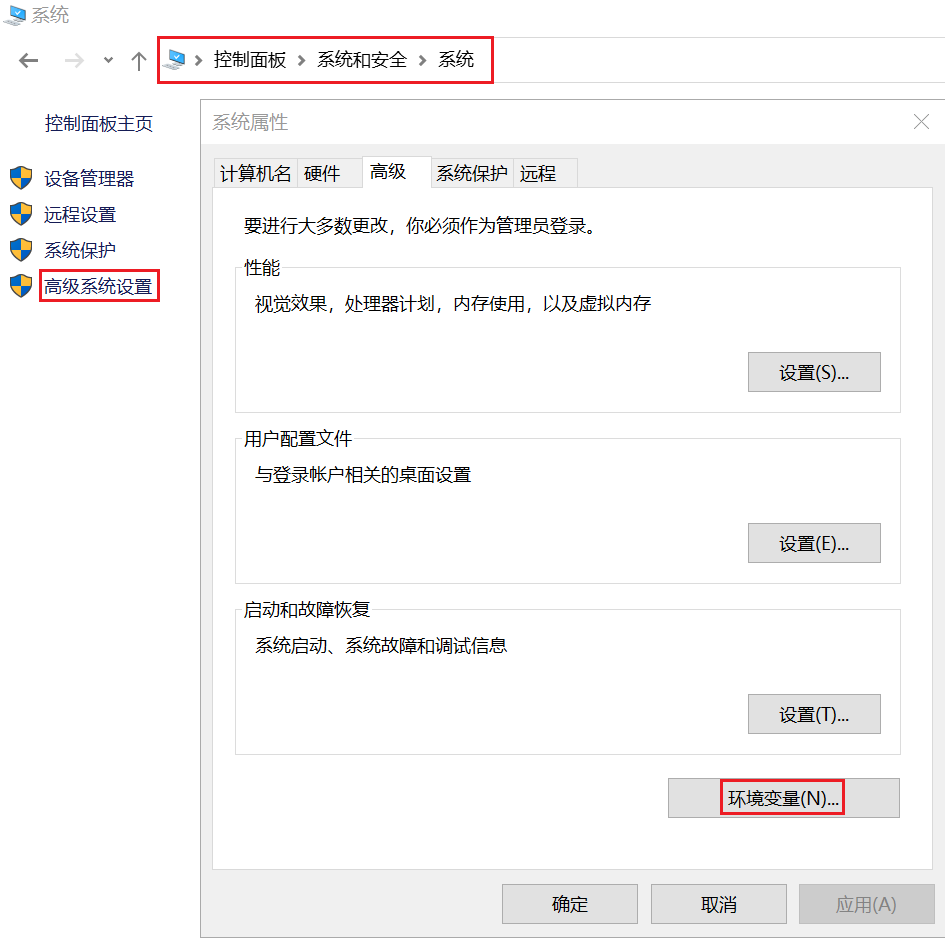 系统
控制面板 系统和安全 系统
控制面板主页
设备管理器
远程设置
系统保护
高级系统设置
系统属性
计算机名 硬件 高级 系统保护 远程
要进行大多数更改，你必须作为管理员登录。
性能
视觉效果，处理器计划，内存使用，以及虚拟内存
设置(S)...
用户配置文件
与登录帐户相关的桌面设置
设置(E)...
启动和故障恢复
系统启动、系统故障和调试信息
设置(T)...
环境变量(N)...
确定 取消 应用(A)